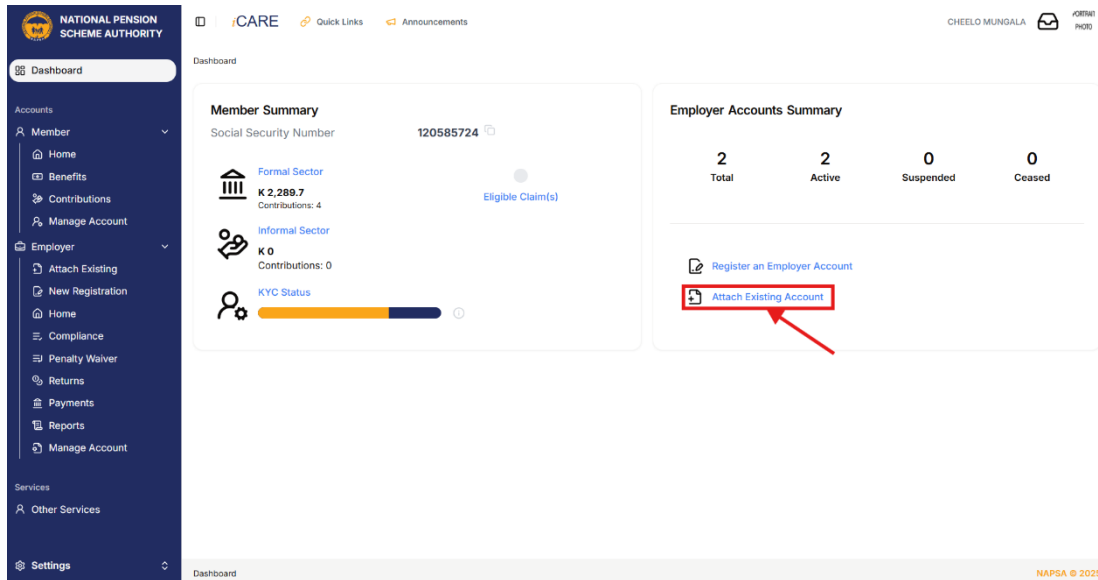 NATIONAL PENSION
SCHEME AUTHORITY
Dashboard
Accounts
Member
Home
Benefits
Contributions
Manage Account
Employer
Attach Existing
New Registration
Home
Compliance
Penalty Waiver
Returns
Payments
Reports
Manage Account
Services
Other Services
Settings
iCARE
Quick Links
Announcements
CHEELO MUNGALA
PHOTO
Dashboard
Member Summary
Social Security Number 120585724
Formal Sector
K 2,289.7
Contributions: 4
Eligible Claim(s)
Informal Sector
K 0
Contributions: 0
KYC Status
Employer Accounts Summary
2 2 0 0
Total Active Suspended Ceased
Register an Employer Account
Attach Existing Account
Dashboard
NAPSA ©